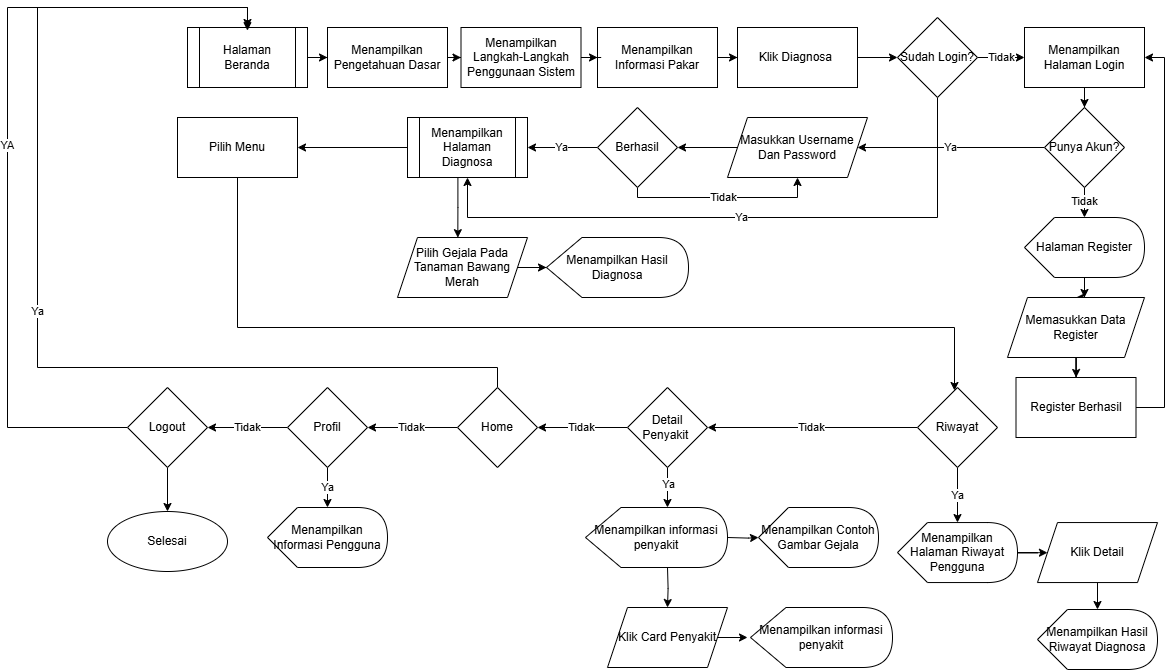 Halaman
Beranda
Menampilkan
Pengetahuan Dasar
Menampilkan
Langkah-Langkah
Penggunaan Sistem
Menampilkan
Informasi Pakar
Klik Diagnosa
Sudah Login?
Tidak
Menampilkan
Halaman Login
YA
Pilih Menu
Menampilkan
Halaman
Diagnosa
Ya
Berhasil
Masukkan Username
Dan Password
Ya
Punya Akun?
Tidak
Tidak
Ya
Pilih Gejala Pada
Tanaman Bawang
Merah
Menampilkan Hasil
Diagnosa
Halaman Register
Ya
Memasukkan Data
Register
Register Berhasil
Logout
Tidak
Profil
Tidak
Home
Tidak
Detail
Penyakit
Tidak
Riwayat
Ya
Ya
Ya
Selesai
Menampilkan
Informasi Pengguna
Menampilkan informasi
penyakit
Menampilkan Contoh
Gambar Gejala
Menampilkan
Halaman Riwayat
Pengguna
Klik Detail
Klik Card Penyakit
Menampilkan informasi
penyakit
Menampilkan Hasil
Riwayat Diagnosa